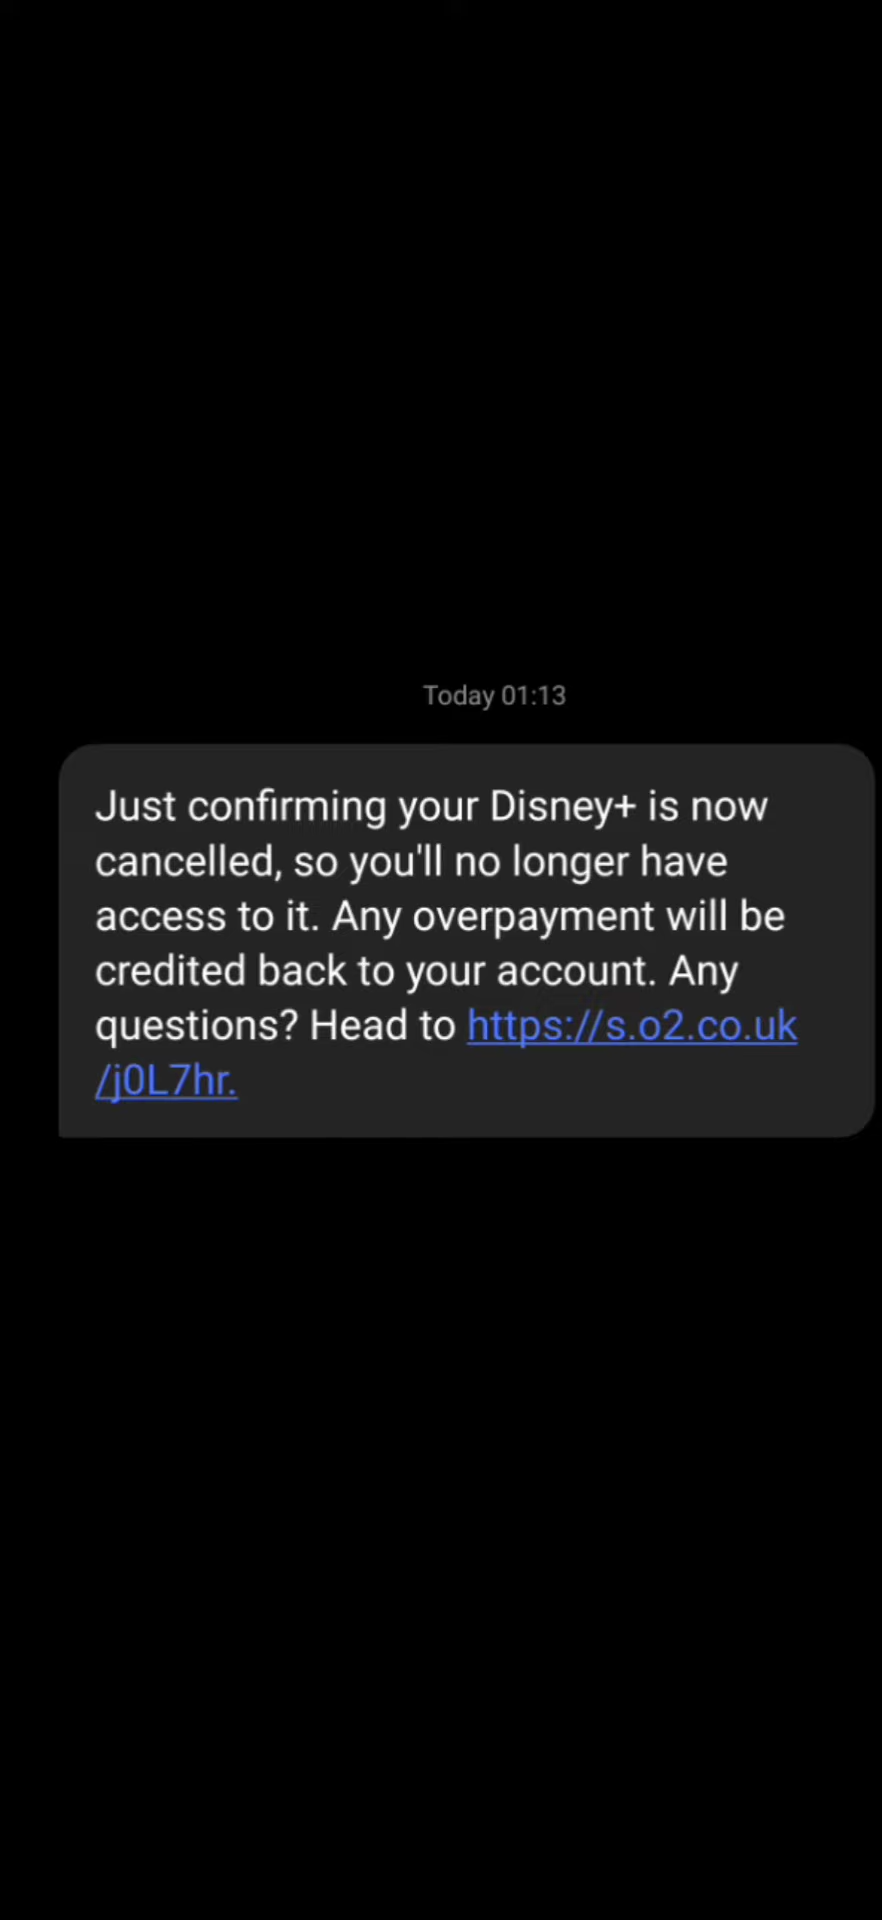 Today 01:13
Just confirming your Disney+ is now
cancelled, so you'll no longer have
access to it. Any overpayment will be
credited back to your account. Any
questions? Head to https://s.o2.co.uk
/j0L7hr.